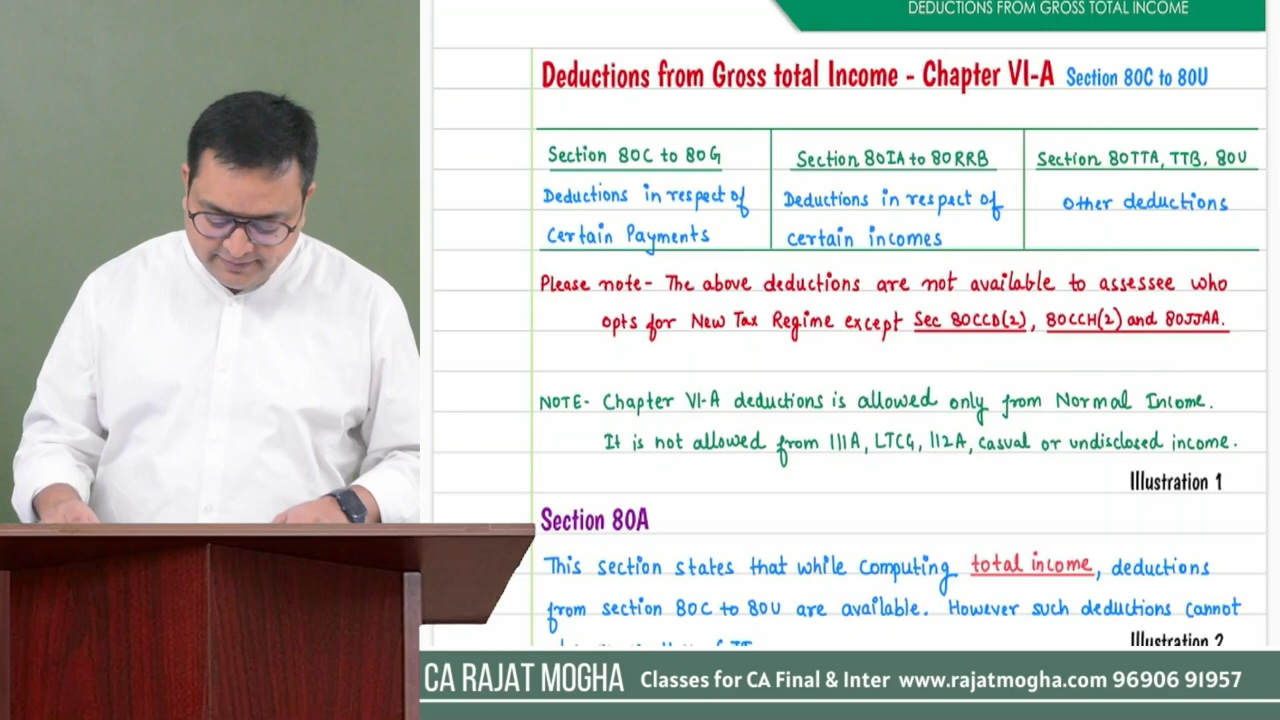 DEDUCTIONS FROM GROSS TOTAL INCOME
Deductions from Gross total Income - Chapter VI-A Section 80C to 80U
Section 80C to 80G
Deductions in respect of
Certain Payments
Section 80IA to 80RRB
Deductions in respect of
certain incomes
Section 80TTA, TTB, 80U
Other deductions
Please note- The above deductions are not available to assessee who
opts for New Tax Regime except Sec 80CCD(2), 80CCH(2) and 80JJAA.
NOTE- Chapter VI-A deductions is allowed only from Normal Income.
It is not allowed from 111A, LTCG, 112A, casual or undisclosed income.
Illustration 1
Section 80A
This section states that while computing total income, deductions
from section 80C to 80U are available. However such deductions cannot
Illustration 2
CA RAJAT MOGHA Classes for CA Final & Inter www.rajatmogha.com 96906 91957